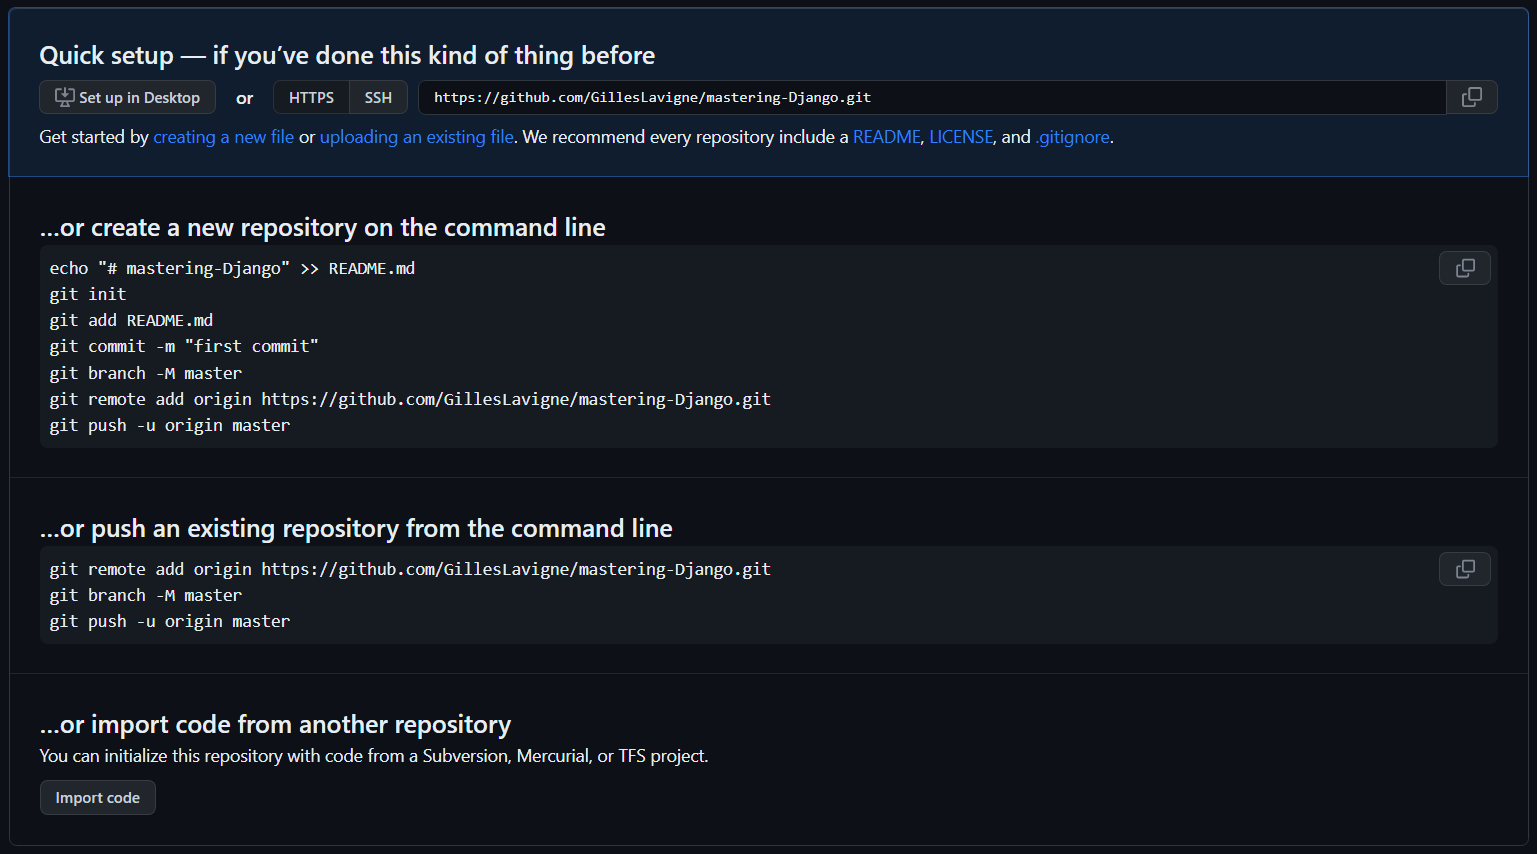 Quick setup — if you’ve done this kind of thing before
Set up in Desktop or HTTPS SSH https://github.com/GillesLavigne/mastering-Django.git
Get started by creating a new file or uploading an existing file. We recommend every repository include a README, LICENSE, and .gitignore.
…or create a new repository on the command line
echo "# mastering-Django" >> README.md
git init
git add README.md
git commit -m "first commit"
git branch -M master
git remote add origin https://github.com/GillesLavigne/mastering-Django.git
git push -u origin master
…or push an existing repository from the command line
git remote add origin https://github.com/GillesLavigne/mastering-Django.git
git branch -M master
git push -u origin master
…or import code from another repository
You can initialize this repository with code from a Subversion, Mercurial, or TFS project.
Import code